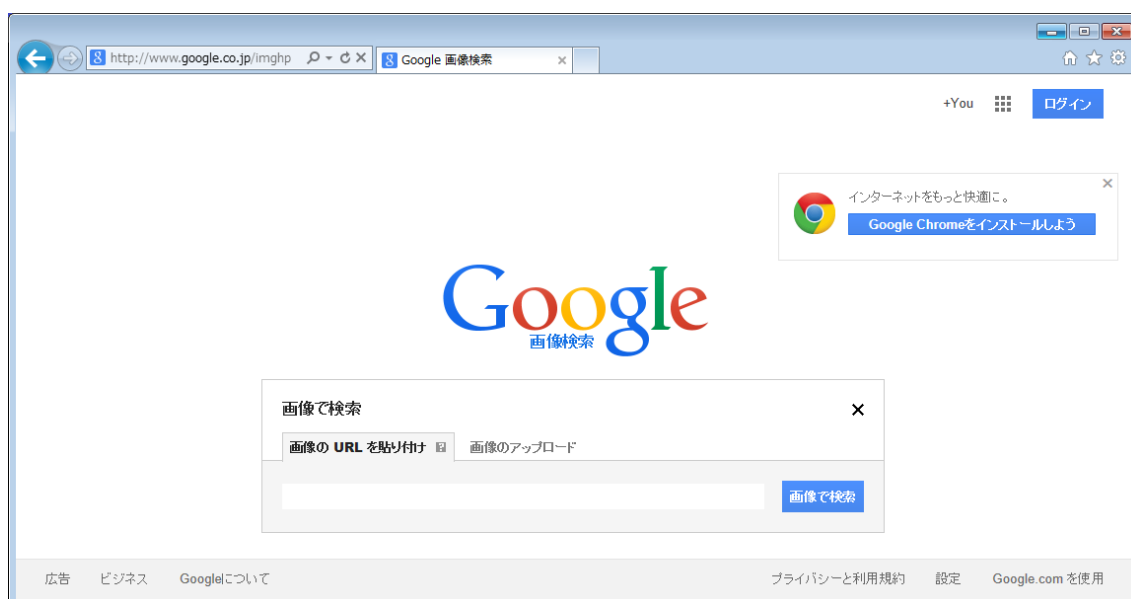 http://www.google.co.jp/imghp
Google 画像検索
+You
ログイン
インターネットをもっと快適に。
Google Chromeをインストールしよう
Google
画像検索
画像で検索
画像の URL を貼り付け
画像のアップロード
画像で検索
広告 ビジネス Googleについて プライバシーと利用規約 設定 Google.com を使用